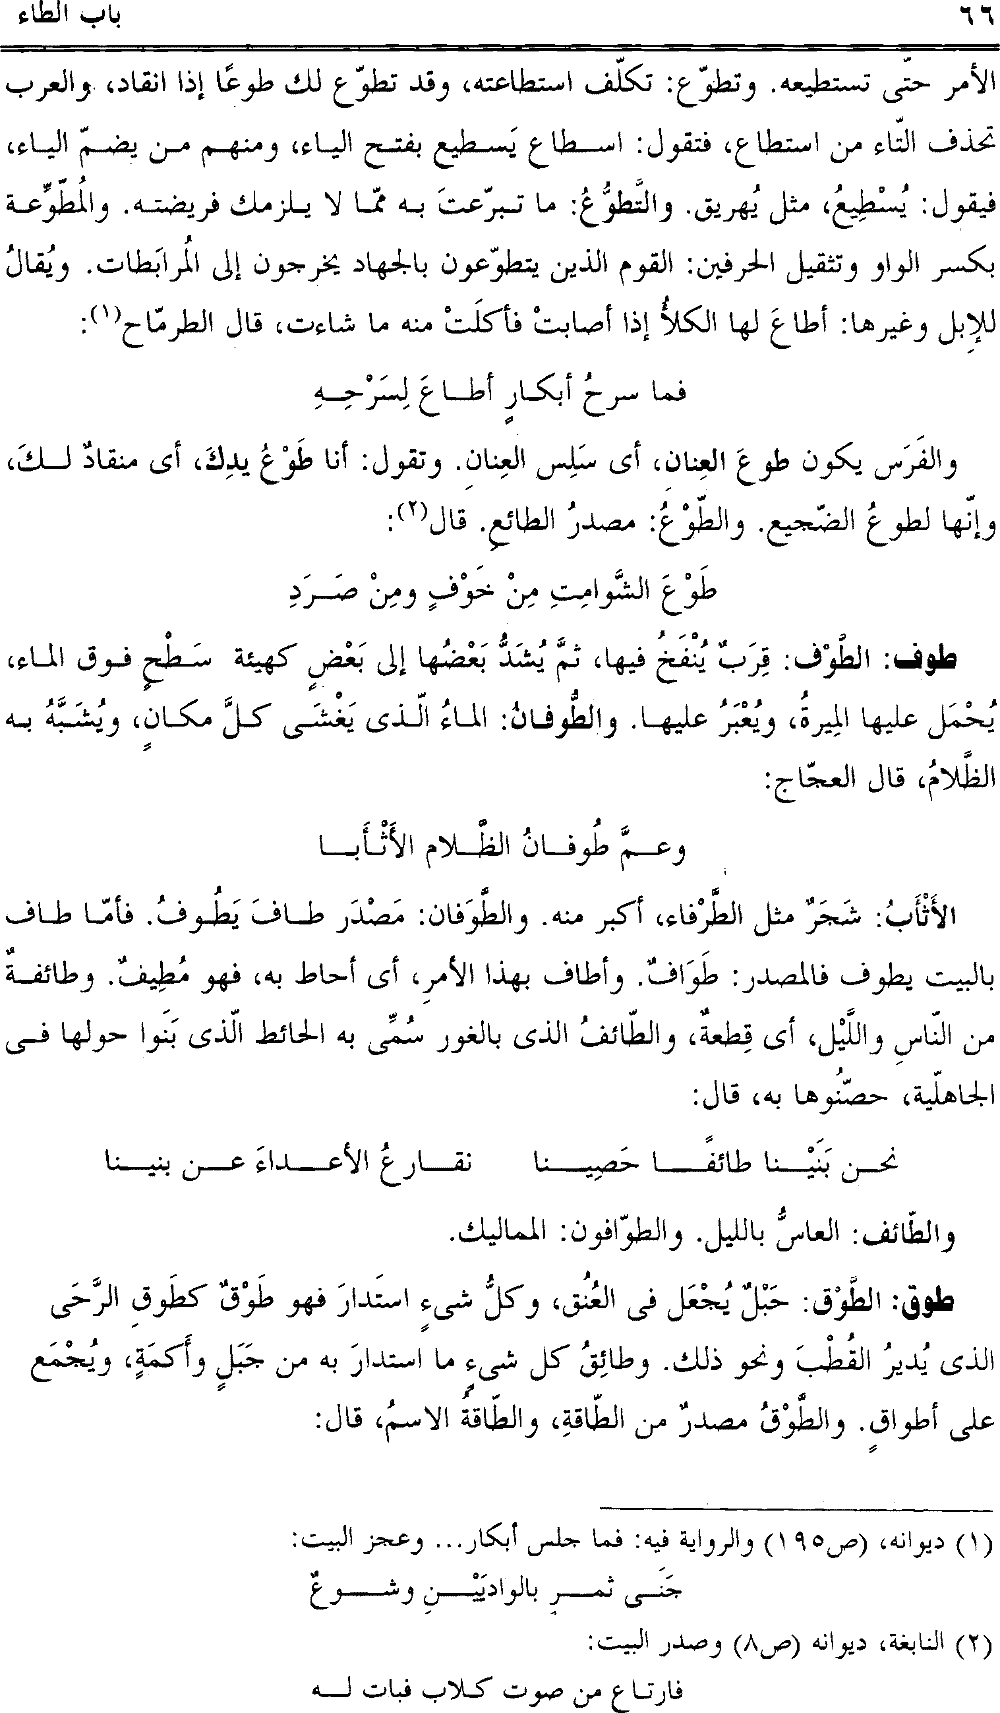 ٦٦ باب الطاء
الأمر حتّى تستطيعه. وتطوّع: تكلّف استطاعته، وقد تطوّع لك طوعًا إذا انقاد، والعرب
تحذف التّاء من استطاع، فتقول: اسطاع يَسطيع بفتح الياء، ومنهم من يضمّ الياء،
فيقول: يُسْطِيعُ، مثل يُهريق. والتَّطوُّعُ: ما تبرّعتَ به ممّا لا يلزمك فريضته. والمُطّوِّعة
بكسر الواو وتثقيل الحرفين: القوم الذين يتطوّعون بالجهاد يخرجون إلى المُرابَطات. ويُقالُ
للإبِل وغيرها: أطاعَ لها الكلأُ إذا أصابتْ فأكلَتْ منه ما شاءت، قال الطرمّاح(١):
فما سرحُ أبكارٍ أطاعَ لِسَرْحِهِ
والفَرَس يكون طوعَ العِنانِ، أى سَلِس العِنانِ. وتقول: أنا طَوْعُ يدِكَ، أى منقادٌ لكَ،
وإنّها لطوعُ الضّجيع. والطّوْعُ: مصدرُ الطائعِ. قال(٢):
طَوْعَ الشَّوامِتِ مِنْ خَوْفٍ ومِنْ صَرَدِ
طوف: الطَّوْف: قِرَبٌ يُنْفَخُ فيها، ثمَّ يُشَدُّ بَعْضُها إلى بَعْضٍ كهيئة سَطْحٍ فوق الماء،
يُحْمَل عليها المِيرةُ، ويُعْبَرُ عليها. والطُّوفانُ: الماءُ الّذى يَغْشَى كلَّ مكانٍ، ويُشَبَّهُ به
الظَّلامُ، قال العجّاج:
وعمَّ طُوفانُ الظَّلام الأَثْأَبا
الأَثْأَبُ: شَجَرٌ مثل الطَّرْفاء، أكبر منه. والطَّوَفان: مَصْدَر طافَ يَطُوفُ. فأمّا طاف
بالبيت يطوف فالمصدر: طَوَافٌ. وأطاف بهذا الأمرِ، أى أحاط به، فهو مُطِيفٌ. وطائفةٌ
من النّاسِ واللَّيْل، أى قِطعةٌ، والطّائفُ الذى بالغور سُمِّى به الحائط الّذى بَنَوا حولها فى
الجاهلّية، حصّنُوها به، قال:
نحن بَنَيْنا طائفًا حَصِينا نقارعُ الأعداءَ عن بنينا
والطّائف: العاسُّ بالليل. والطوّافون: المماليك.
طوق: الطَّوْق: حَبْلٌ يُجْعَل فى العُنُق، وكلُّ شىءٍ استَدارَ فهو طَوْقٌ كطَوقِ الرَّحَى
الذى يُديرُ القُطْبَ ونحو ذلك. وطائِقُ كل شىءٍ ما استدارَ به من جَبَلٍ وأَكمَةٍ، ويُجْمَع
على أطواقٍ. والطَّوْقُ مصدرٌ من الطّاقةِ، والطّاقةُ الاسمُ، قال:
(١) ديوانه، (ص١٩٥) والرواية فيه: فما جلس أبكار... وعجز البيت:
جَنَى ثمرٍ بالوادِيَيْنِ وشوعٌ
(٢) النابغة، ديوانه (ص٨) وصدر البيت:
فارتاع من صوت كلاب فبات له